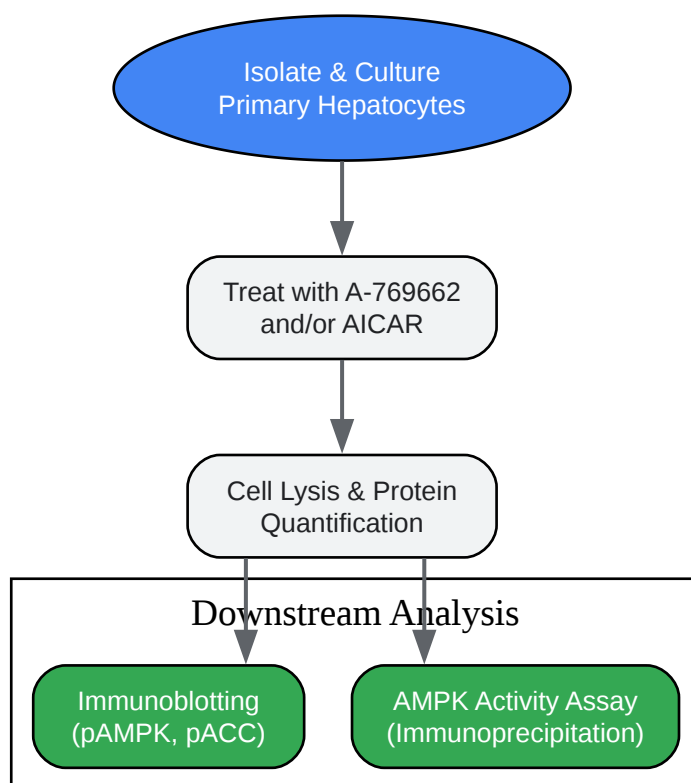 Isolate & Culture
Primary Hepatocytes
Treat with A-769662
and/or AICAR
Cell Lysis & Protein
Quantification
Downstream Analysis
Immunoblotting
(pAMPK, pACC)
AMPK Activity Assay
(Immunoprecipitation)